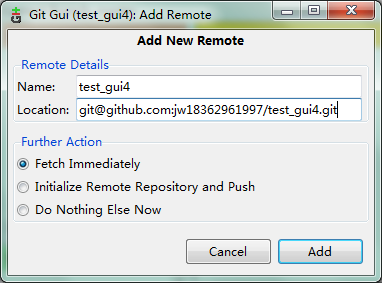 Git Gui (test_gui4): Add Remote
Add New Remote
Remote Details
Name: test_gui4
Location: git@github.com:jw18362961997/test_gui4.git
Further Action
Fetch Immediately
Initialize Remote Repository and Push
Do Nothing Else Now
Cancel Add